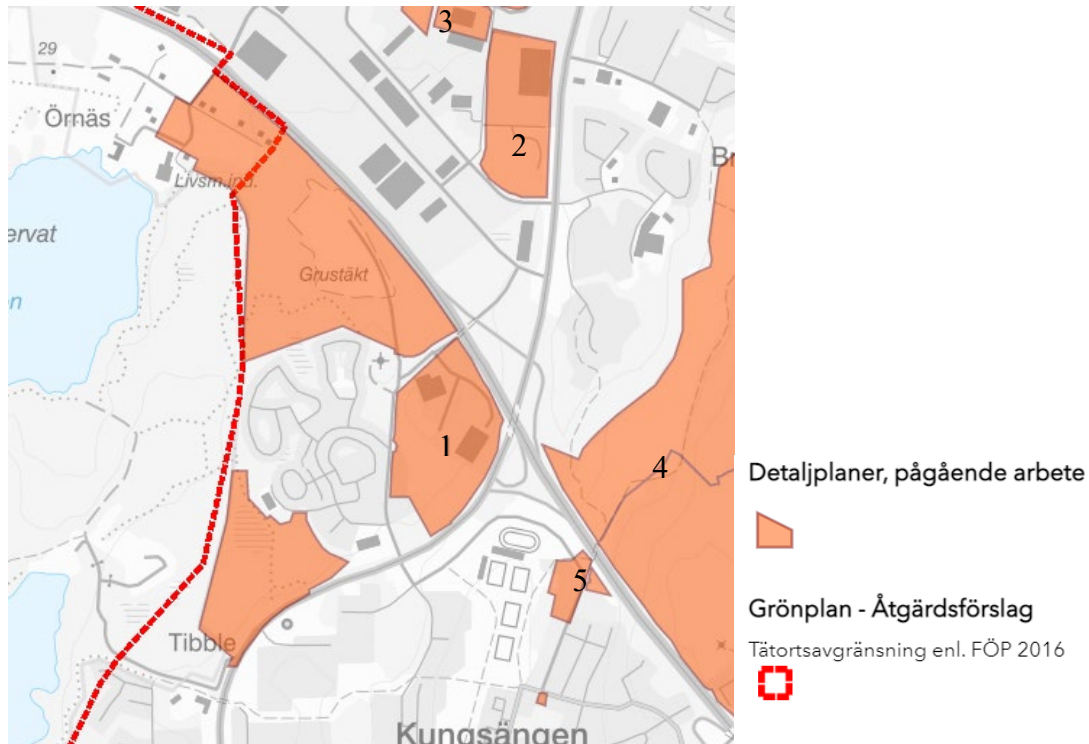 3
29
Örnäs
2
Br
Livsm.ind.
ervat
Grustäkt
en
1
4
5
Tibble
Kungsängen
Detaljplaner, pågående arbete
Grönplan - Åtgärdsförslag
Tätortsavgränsning enl. FÖP 2016